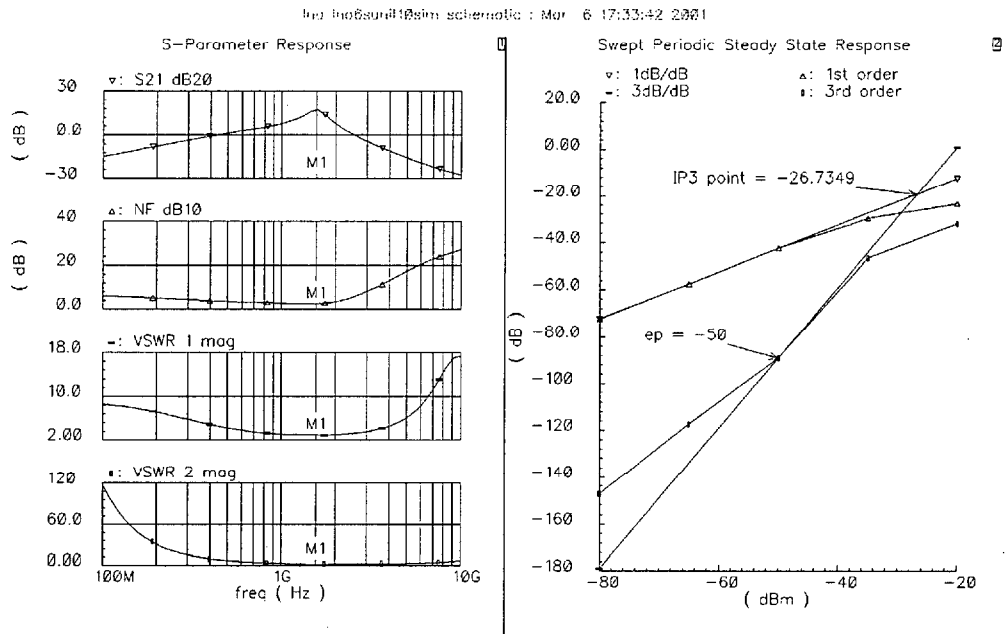 lna lna6sunil10sim schematic : Mar 6 17:33:42 2001
S-Parameter Response
1
▽: S21 dB20
30
0.0
-30
( dB )
M1
△: NF dB10
40
20
0.0
( dB )
M1
-: VSWR 1 mag
18.0
10.0
2.00
M1
▪: VSWR 2 mag
120
60.0
0.00
M1
100M 1G 10G
freq ( Hz )
Swept Periodic Steady State Response
2
▽: 1dB/dB △: 1st order
-: 3dB/dB ▪: 3rd order
20.0
0.00
-20.0
-40.0
-60.0
-80.0
-100
-120
-140
-160
-180
( dB )
IP3 point = -26.7349
ep = -50
-80 -60 -40 -20
( dBm )